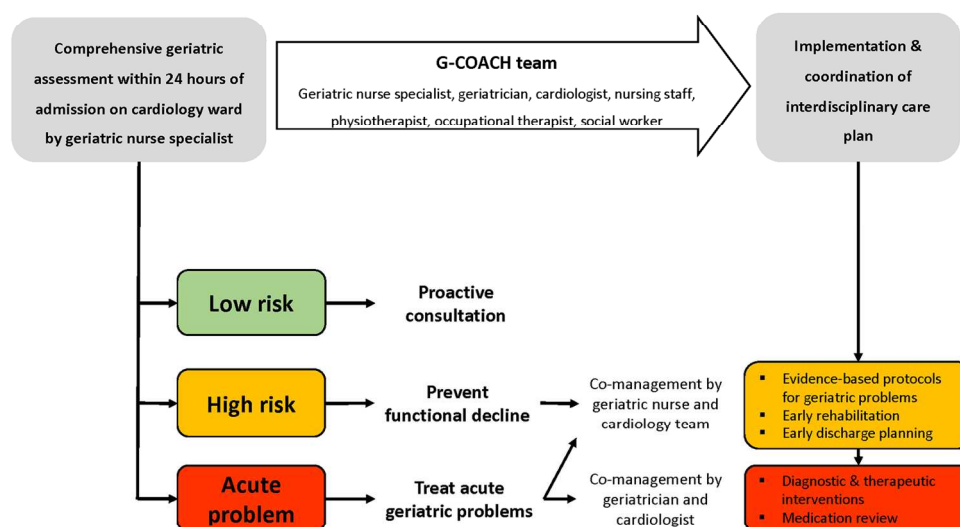 Comprehensive geriatric
assessment within 24 hours of
admission on cardiology ward
by geriatric nurse specialist
G-COACH team
Geriatric nurse specialist, geriatrician, cardiologist, nursing staff,
physiotherapist, occupational therapist, social worker
Implementation &
coordination of
interdisciplinary care
plan
Low risk
Proactive
consultation
High risk
Prevent
functional decline
Co-management by
geriatric nurse and
cardiology team
▪ Evidence-based protocols
for geriatric problems
▪ Early rehabilitation
▪ Early discharge planning
Acute
problem
Treat acute
geriatric problems
Co-management by
geriatrician and
cardiologist
▪ Diagnostic & therapeutic
interventions
▪ Medication review